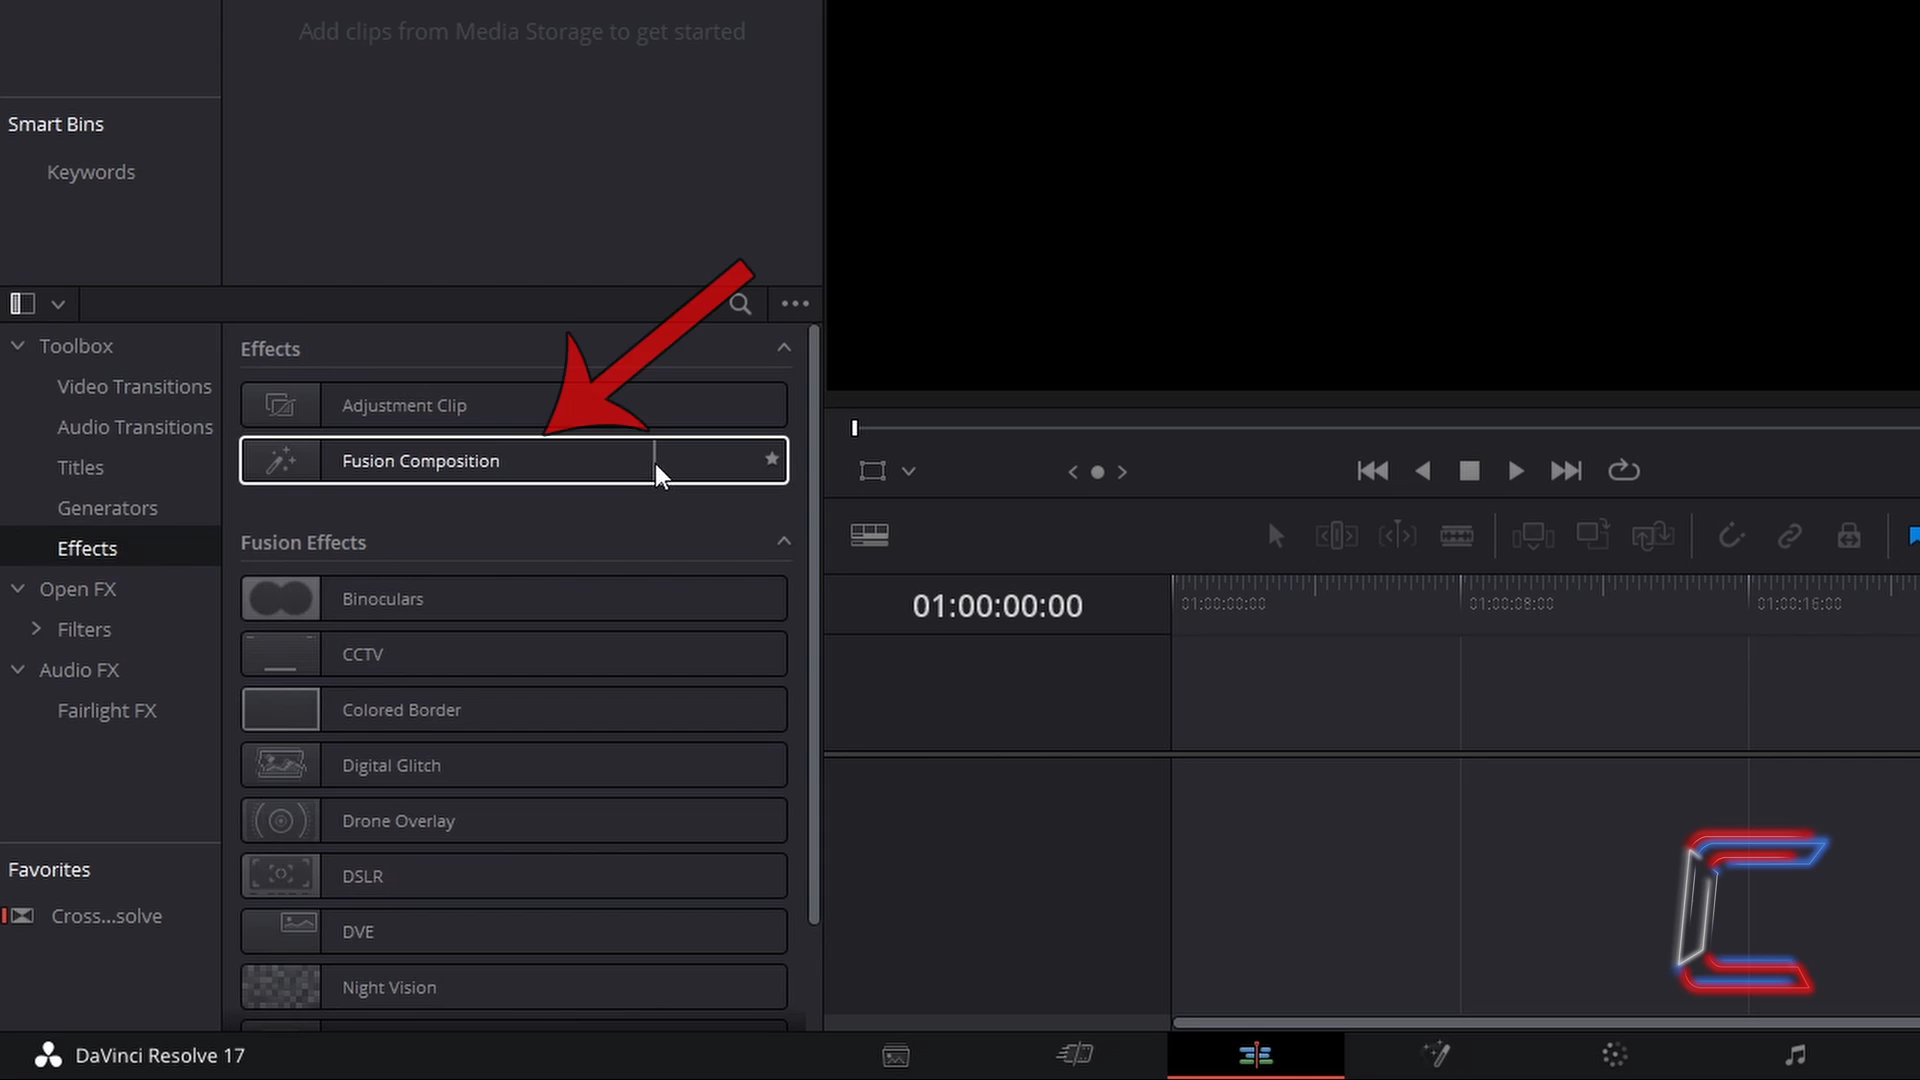 Add clips from Media Storage to get started
Smart Bins
Keywords
Toolbox
Video Transitions
Audio Transitions
Titles
Generators
Effects
Open FX
Filters
Audio FX
Fairlight FX
Favorites
Cross...solve
Effects
Adjustment Clip
Fusion Composition
Fusion Effects
Binoculars
CCTV
Colored Border
Digital Glitch
Drone Overlay
DSLR
DVE
Night Vision
01:00:00:00
01:00:00:00
01:00:08:00
01:00:16:00
DaVinci Resolve 17